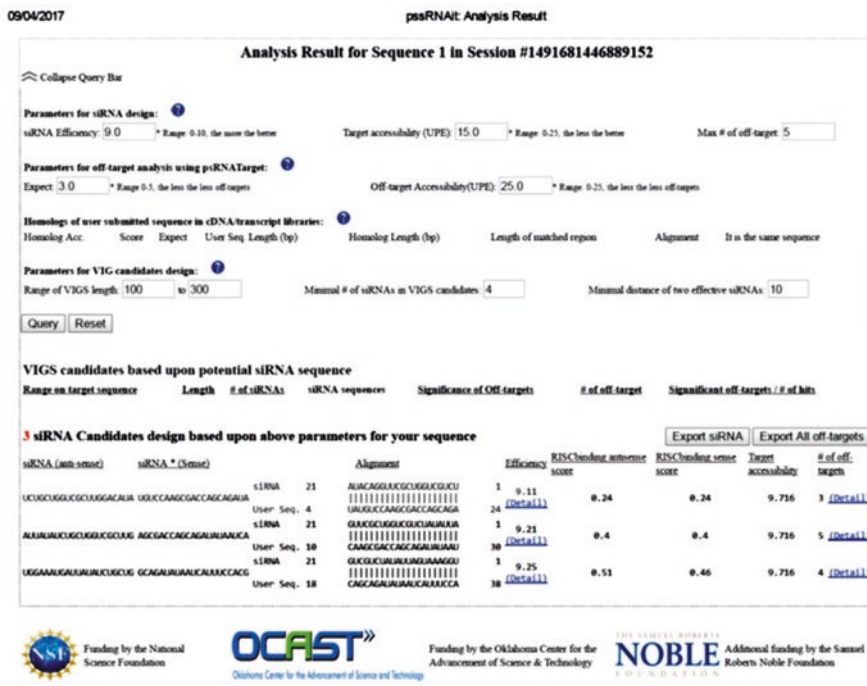 09/04/2017 pssRNAit: Analysis Result
Analysis Result for Sequence 1 in Session #1491681446889152
Collapse Query Bar
Parameters for siRNA design: ?
siRNA Efficiency: 9.0 * Range: 0-10, the more the better Target accessibility (UPE): 15.0 * Range: 0-25, the less the better Max # of off-target: 5
Parameters for off-target analysis using psRNATarget: ?
Expect: 3.0 * Range 0-5, the less the less off-targets Off-target Accessibility(UPE): 25.0 * Range: 0-25, the less the less off-targets
Homologs of user submitted sequence in cDNA/transcript libraries: ?
Homolog Acc. Score Expect User Seq. Length (bp) Homolog Length (bp) Length of matched region Alignment It is the same sequence
Parameters for VIG candidates design: ?
Range of VIGS length: 100 to 300 Minimal # of siRNAs in VIGS candidates: 4 Minimal distance of two effective siRNAs: 10
Query Reset
VIGS candidates based upon potential siRNA sequence
Range on target sequence Length # of siRNAs siRNA sequences Significance of Off-targets # of off-target Signnificant off-targets / # of hits
3 siRNA Candidates design based upon above parameters for your sequence Export siRNA Export All off-targets
siRNA (anti-sense) siRNA * (Sense) Alignment Efficiency RISCbinding antisense score RISCbinding sense score Target accessibility # of off-targets
siRNA 21 AUACAGGUUCGCUGGUCGUCU 1
UCUGCUGGUCGCUUGGACAUA UGUCCAAGCGACCAGCAGAUA 9.11 (Detail) 0.24 0.24 9.716 3 (Detail)
User Seq. 4 UAUGUCCAAGCGACCAGCAGA 24
siRNA 21 GUUCGCUGGUCGUCUAUAUUA 1
AUUAUAUCUGCUGGUCGCUUG AGCGACCAGCAGAUAUAAUCA 9.21 (Detail) 0.4 0.4 9.716 5 (Detail)
User Seq. 10 CAAGCGACCAGCAGAUAUAAU 30
siRNA 21 GUCGUCUAUAUUAGUAAAGGU 1
UGGAAAUGAUUAUAUCUGCUG GCAGAUAUAAUCAUUUCCACG 9.25 (Detail) 0.51 0.46 9.716 4 (Detail)
User Seq. 18 CAGCAGAUAUAAUCAUUUCCA 38
NSF Funding by the National Science Foundation
OCAST
Oklahoma Center for the Advancement of Science and Technology
Funding by the Oklahoma Center for the Advancement of Science & Technology
THE SAMUEL ROBERTS
NOBLE
FOUNDATION
Additional funding by the Samuel Roberts Noble Foundation